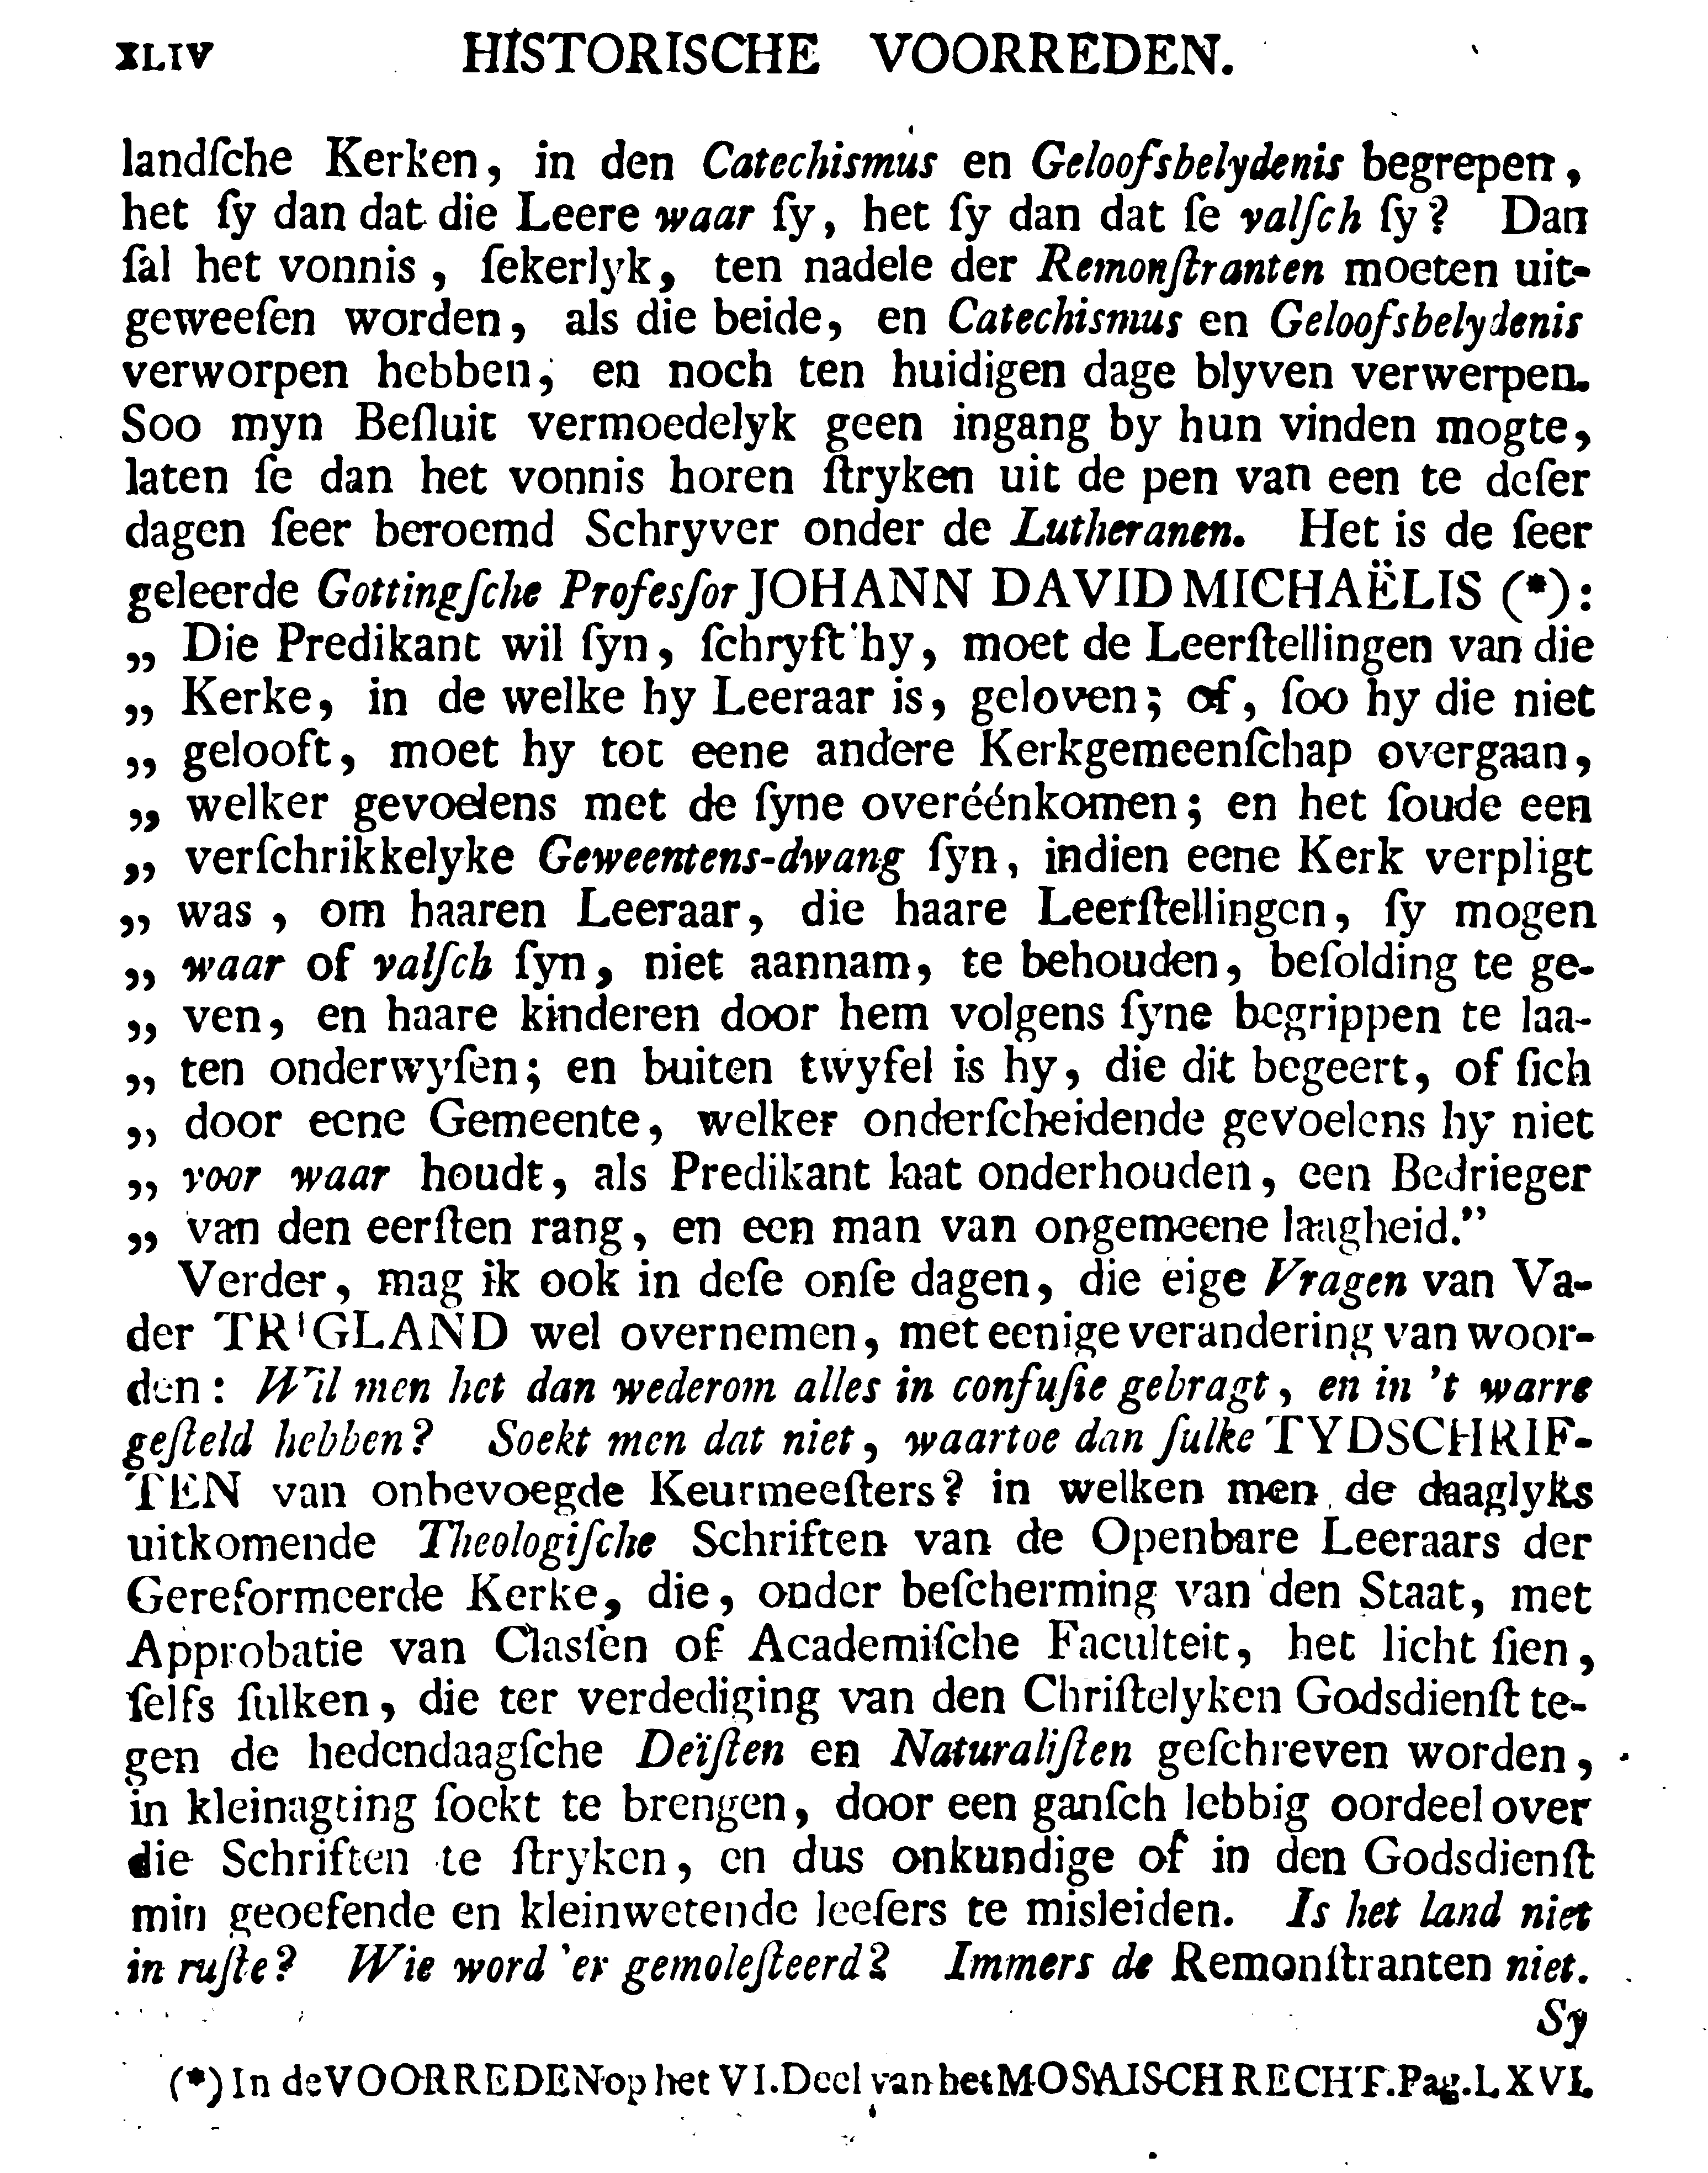 XLIV HISTORISCHE VOORREDEN.
landſche Kerken, in den Catechismus en Geloofsbelydenis begrepen,
het ſy dan dat die Leere waar ſy, het ſy dan dat ſe valſch ſy? Dan
ſal het vonnis, ſekerlyk, ten nadele der Remonſtranten moeten uit-
geweeſen worden, als die beide, en Catechismus en Geloofsbelydenis
verworpen hebben, en noch ten huidigen dage blyven verwerpen.
Soo myn Beſluit vermoedelyk geen ingang by hun vinden mogte,
laten ſe dan het vonnis horen ſtryken uit de pen van een te deſer
dagen ſeer beroemd Schryver onder de Lutheranen. Het is de ſeer
geleerde Gottingſche Profesſor JOHANN DAVID MICHAËLIS (*):
„ Die Predikant wil ſyn, ſchryft hy, moet de Leerſtellingen van die
„ Kerke, in de welke hy Leeraar is, geloven; of, ſoo hy die niet
„ gelooft, moet hy tot eene andere Kerkgemeenſchap overgaan,
„ welker gevoelens met de ſyne overéénkomen; en het ſoude een
„ verſchrikkelyke Geweentens-dwang ſyn, indien eene Kerk verpligt
„ was, om haaren Leeraar, die haare Leerſtellingen, ſy mogen
„ waar of valſch ſyn, niet aannam, te behouden, beſolding te ge-
„ ven, en haare kinderen door hem volgens ſyne begrippen te laa-
„ ten onderwyſen; en buiten twyfel is hy, die dit begeert, of ſich
„ door eene Gemeente, welker onderſcheidende gevoelens hy niet
„ voor waar houdt, als Predikant laat onderhouden, een Bedrieger
„ van den eerſten rang, en een man van ongemeene laagheid.”
Verder, mag ik ook in deſe onſe dagen, die eige Vragen van Va-
der TRIGLAND wel overnemen, met eenige verandering van woor-
den: Wil men het dan wederom alles in confuſie gebragt, en in 't warre
geſteld hebben? Soekt men dat niet, waartoe dan ſulke TYDSCHRIF-
TEN van onbevoegde Keurmeeſters? in welken men de daaglyks
uitkomende Theologiſche Schriften van de Openbare Leeraars der
Gereformeerde Kerke, die, onder beſcherming van den Staat, met
Approbatie van Clasſen of Academiſche Faculteit, het licht ſien,
ſelfs ſulken, die ter verdediging van den Chriſtelyken Godsdienſt te-
gen de hedendaagſche Deïſten en Naturaliſten geſchreven worden,
in kleinagting ſoekt te brengen, door een ganſch lebbig oordeel over
die Schriften te ſtryken, en dus onkundige of in den Godsdienſt
min geoefende en kleinwetende leeſers te misleiden. Is het land niet
in ruſte? Wie word 'er gemoleſteerd? Immers de Remonſtranten niet.
Sy
(*) In de VOORREDEN op het VI. Deel van het MOSAISCH RECHT. Pag. LXVI.